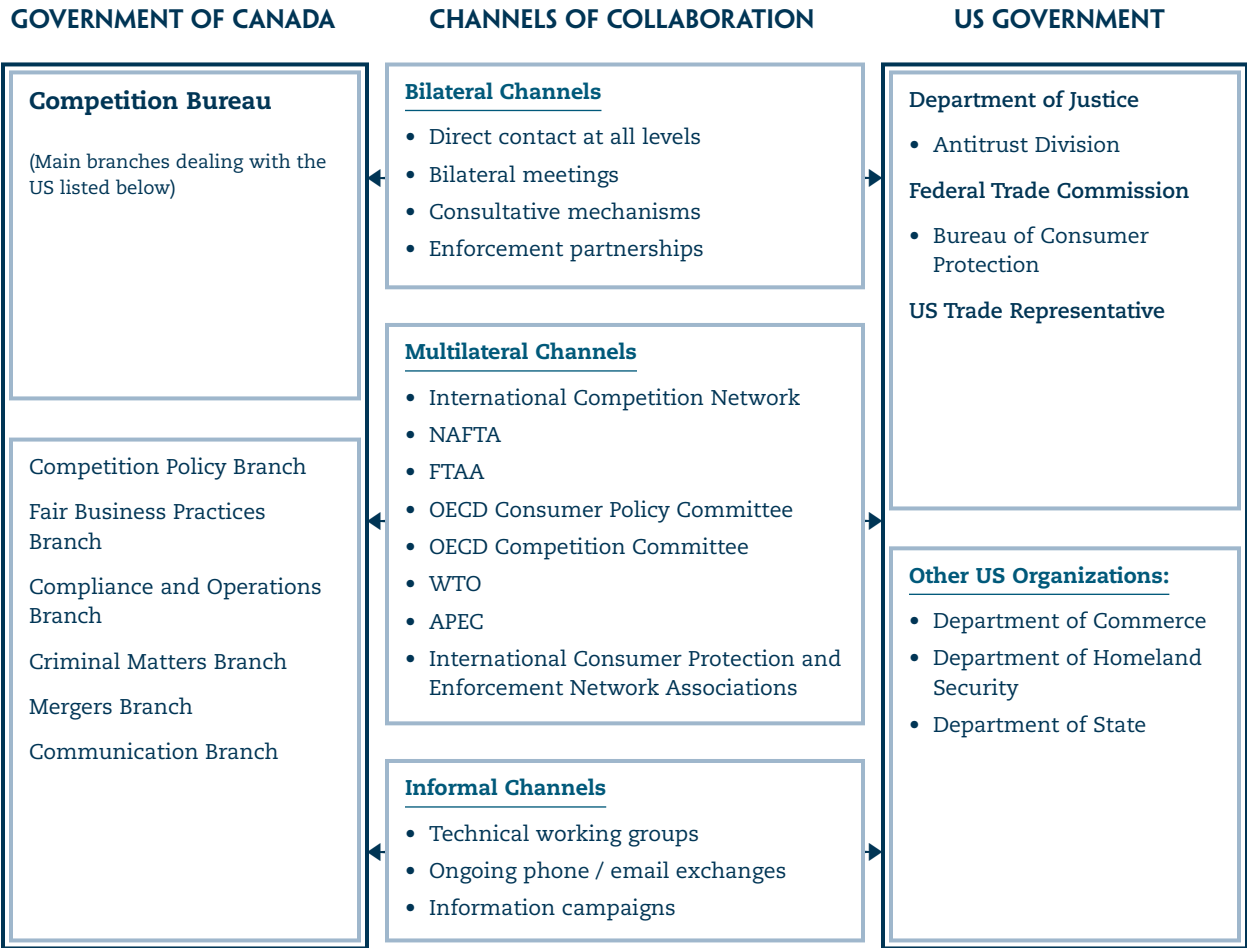 GOVERNMENT OF CANADA
CHANNELS OF COLLABORATION
US GOVERNMENT
Competition Bureau
(Main branches dealing with the
US listed below)
Competition Policy Branch
Fair Business Practices
Branch
Compliance and Operations
Branch
Criminal Matters Branch
Mergers Branch
Communication Branch
Bilateral Channels
• Direct contact at all levels
• Bilateral meetings
• Consultative mechanisms
• Enforcement partnerships
Multilateral Channels
• International Competition Network
• NAFTA
• FTAA
• OECD Consumer Policy Committee
• OECD Competition Committee
• WTO
• APEC
• International Consumer Protection and
Enforcement Network Associations
Informal Channels
• Technical working groups
• Ongoing phone / email exchanges
• Information campaigns
Department of Justice
• Antitrust Division
Federal Trade Commission
• Bureau of Consumer
Protection
US Trade Representative
Other US Organizations:
• Department of Commerce
• Department of Homeland
Security
• Department of State